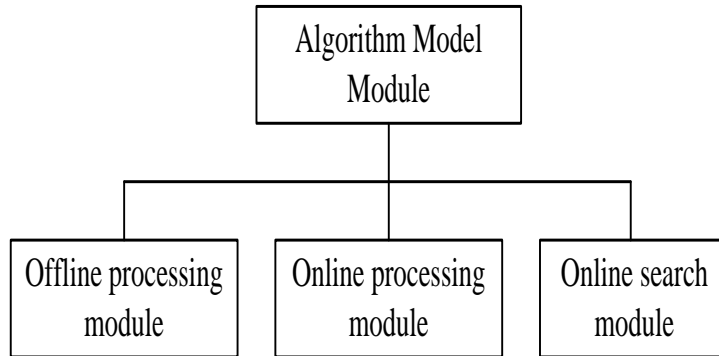 Algorithm Model
Module
Offline processing
module
Online processing
module
Online search
module